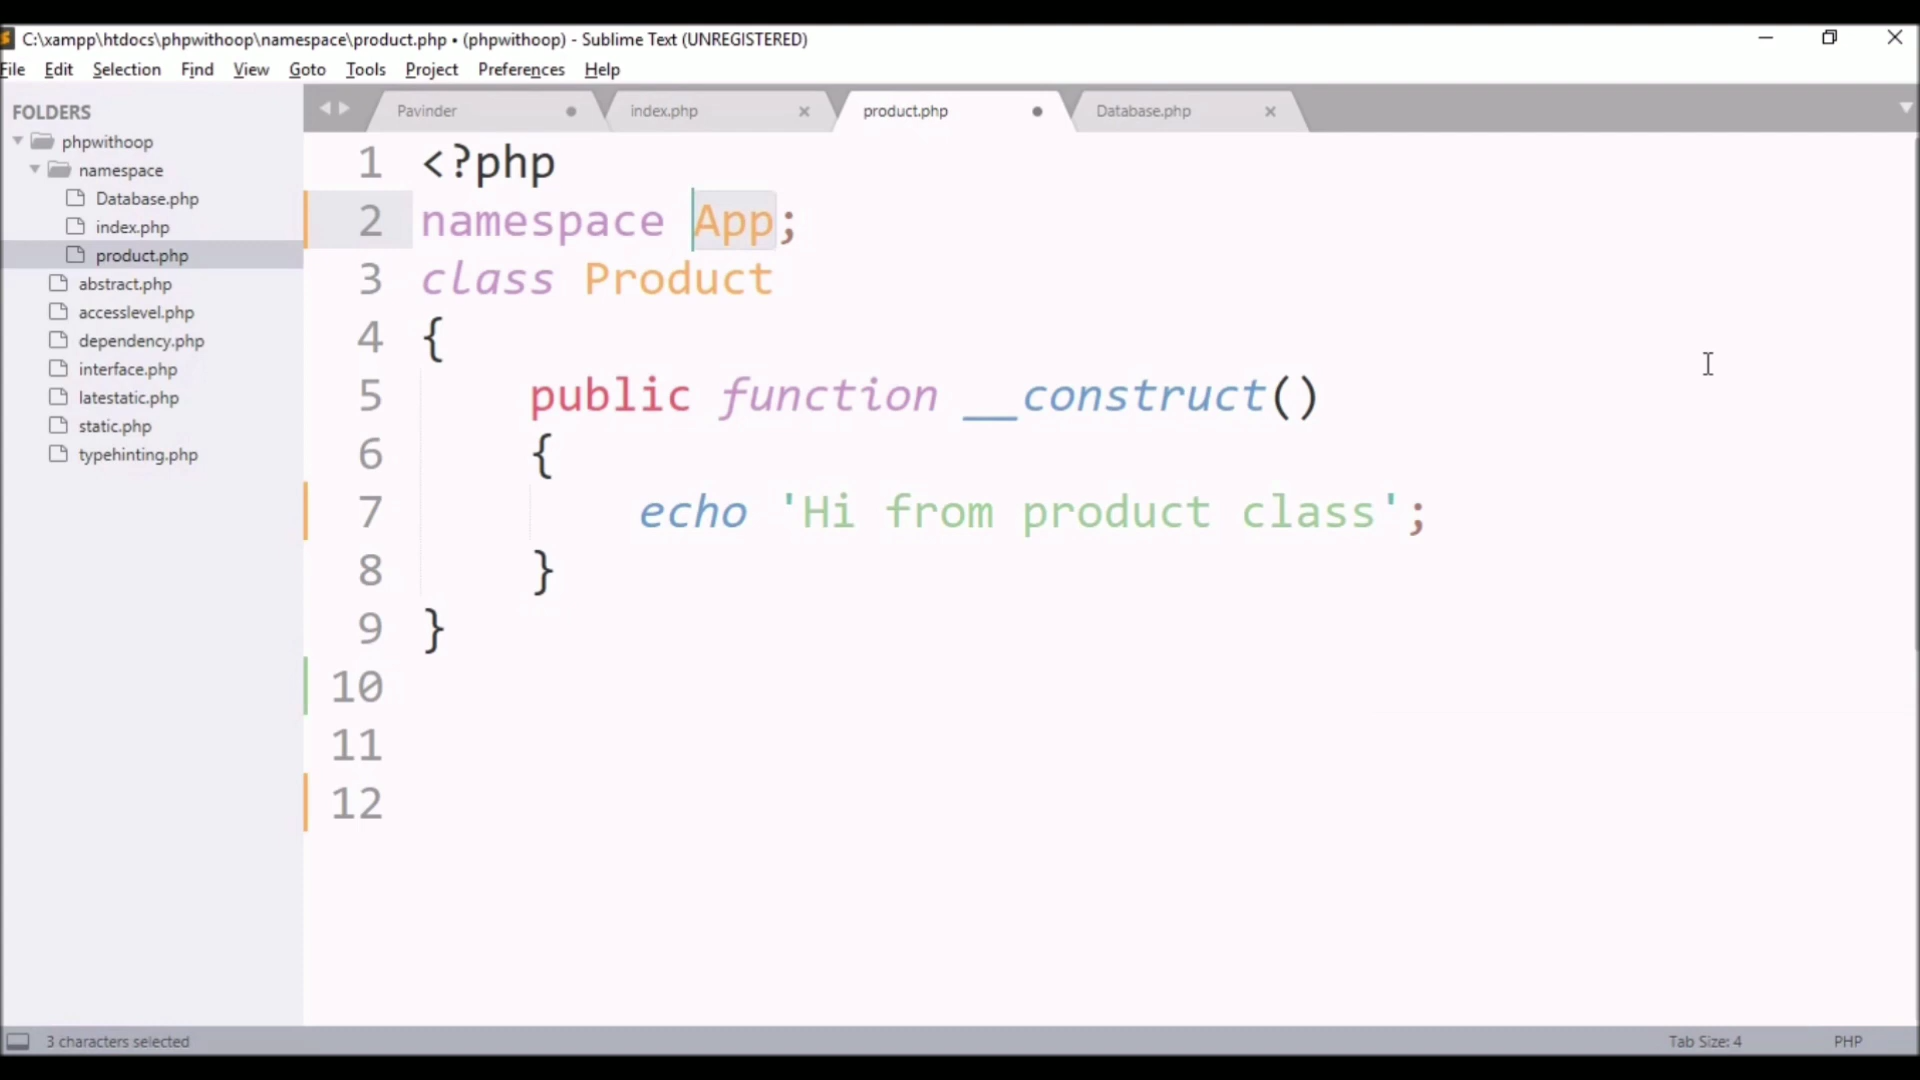 C:\xampp\htdocs\phpwithoop\namespace\product.php • (phpwithoop) - Sublime Text (UNREGISTERED)
File Edit Selection Find View Goto Tools Project Preferences Help
FOLDERS
phpwithoop
namespace
Database.php
index.php
product.php
abstract.php
accesslevel.php
dependency.php
interface.php
latestatic.php
static.php
typehinting.php
Pavinder index.php product.php Database.php
1 <?php
2 namespace App;
3 class Product
4 {
5 public function __construct()
6 {
7 echo 'Hi from product class';
8 }
9 }
10
11
12
3 characters selected Tab Size: 4 PHP